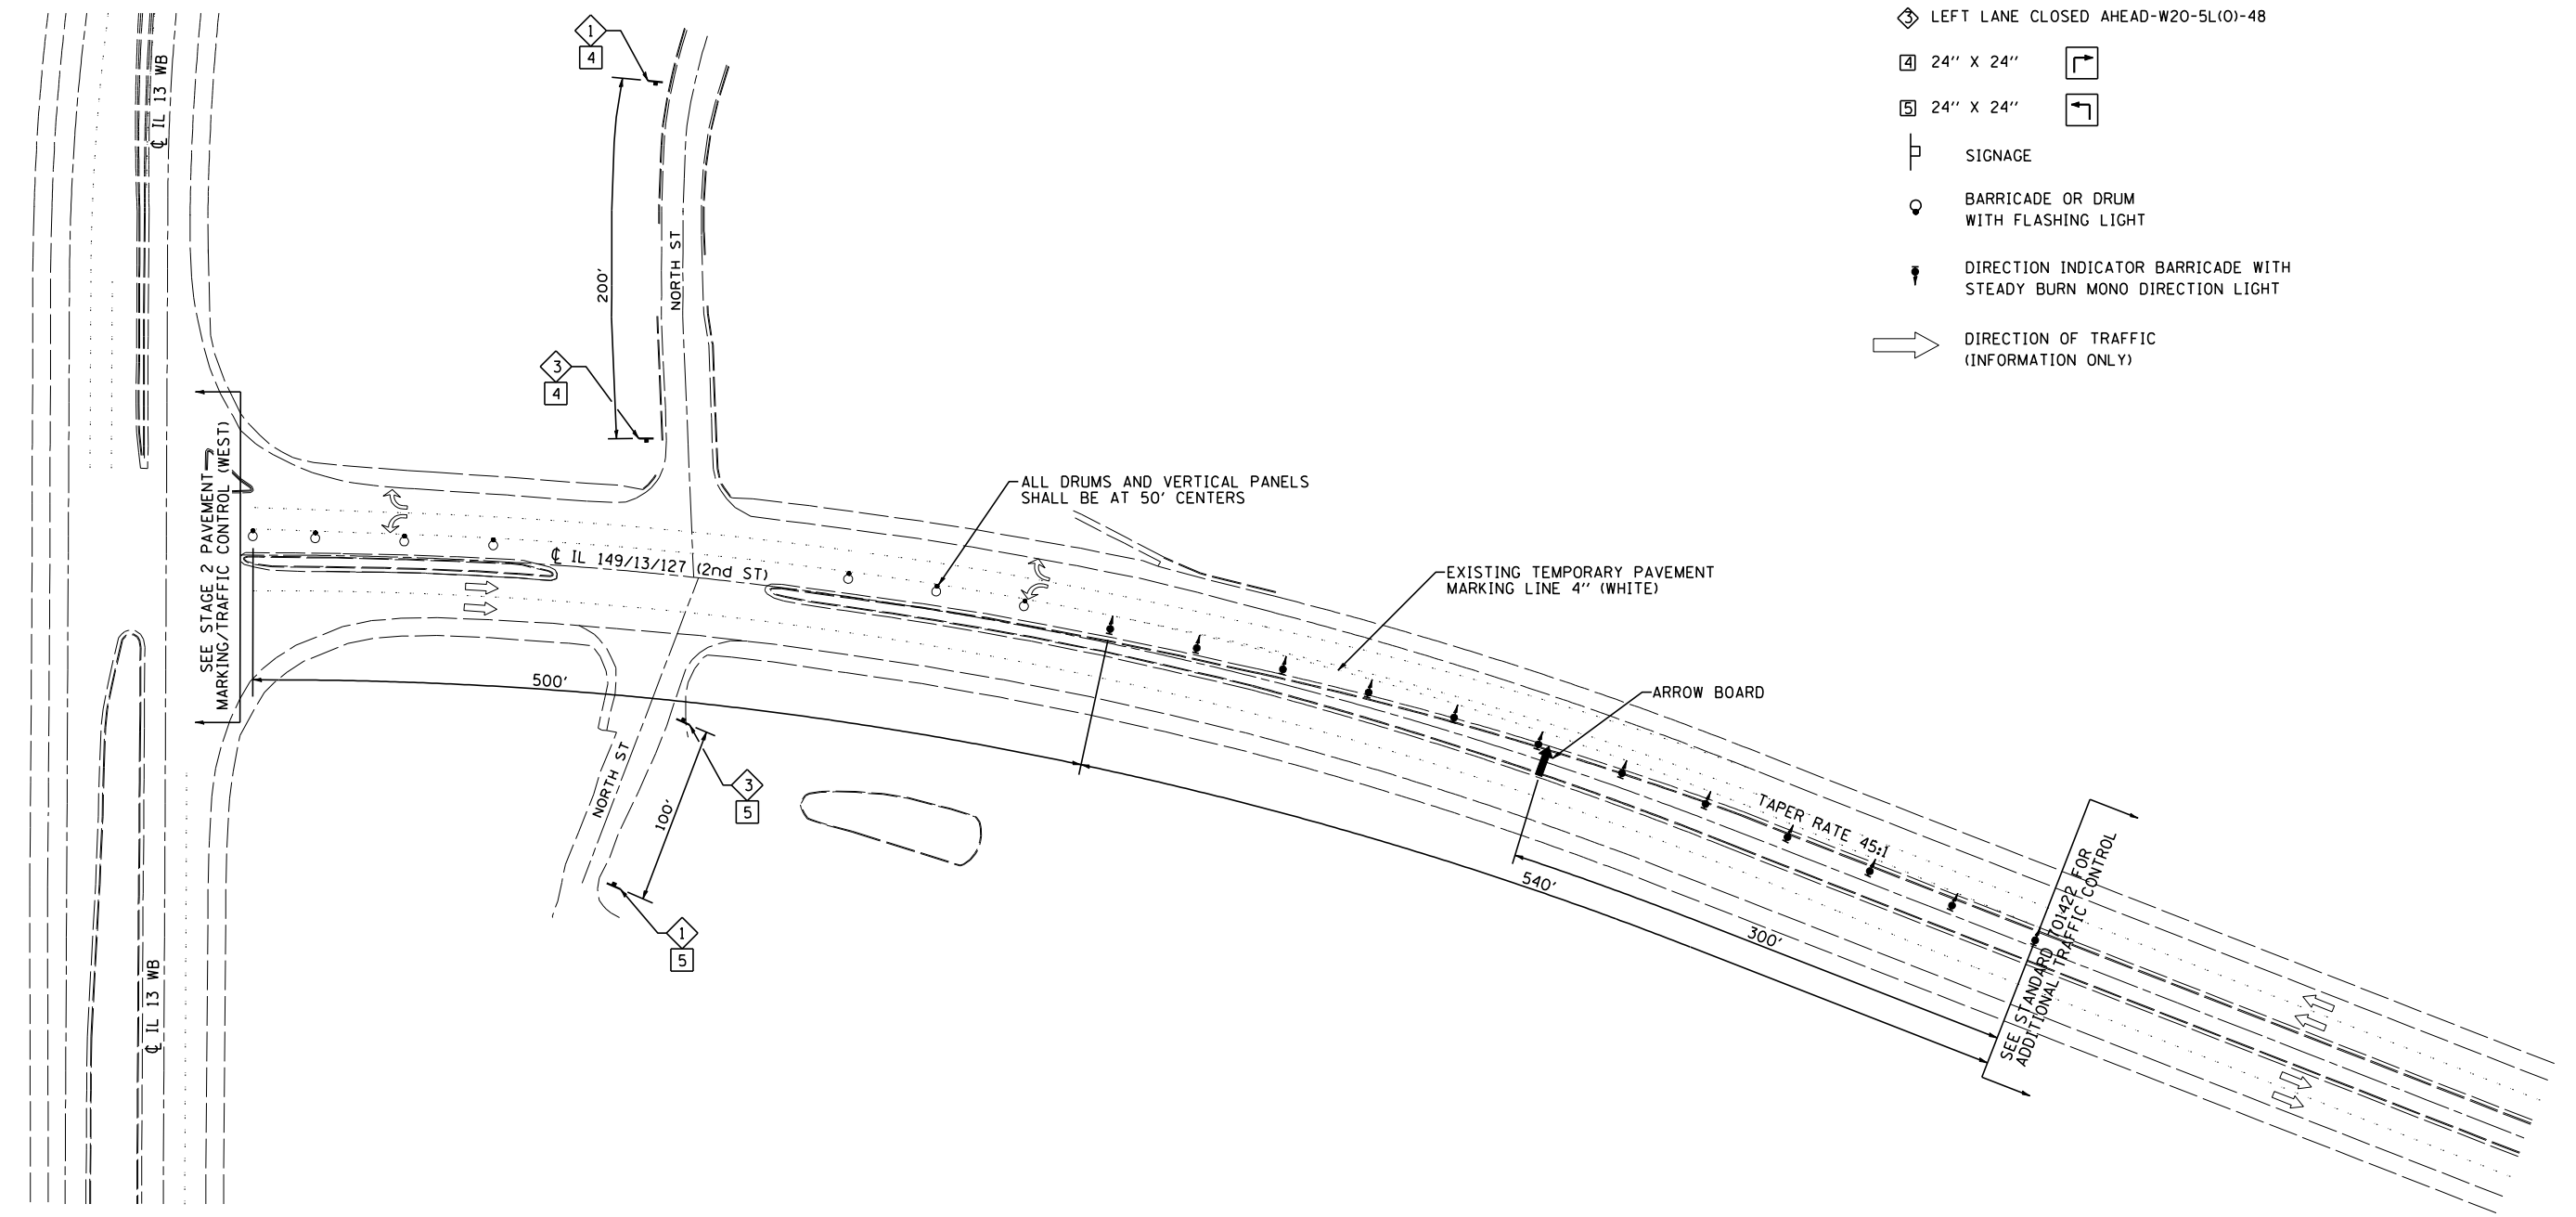 3 LEFT LANE CLOSED AHEAD-W20-5L(O)-48
4 24'' X 24''
5 24'' X 24''
SIGNAGE
BARRICADE OR DRUM
WITH FLASHING LIGHT
DIRECTION INDICATOR BARRICADE WITH
STEADY BURN MONO DIRECTION LIGHT
DIRECTION OF TRAFFIC
(INFORMATION ONLY)
℄ IL 13 WB
1
4
200'
NORTH ST
3
4
SEE STAGE 2 PAVEMENT
MARKING/TRAFFIC CONTROL (WEST)
ALL DRUMS AND VERTICAL PANELS
SHALL BE AT 50' CENTERS
℄ IL 149/13/127 (2nd ST)
EXISTING TEMPORARY PAVEMENT
MARKING LINE 4'' (WHITE)
500'
ARROW BOARD
NORTH ST
3
5
100'
TAPER RATE 45:1
540'
300'
SEE STANDARD 701422 FOR
ADDITIONAL TRAFFIC CONTROL
1
5
℄ IL 13 WB